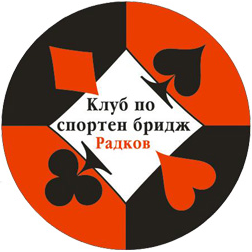 Клуб по
спортен бридж
Радков